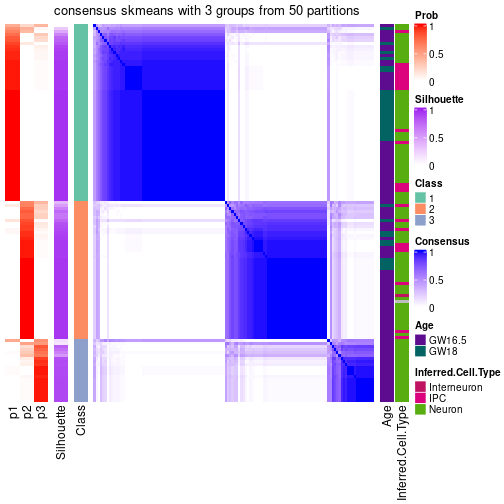 consensus skmeans with 3 groups from 50 partitions
Prob
1
0.5
0
Silhouette
1
0.5
0
Class
1
2
3
Consensus
1
0.5
0
Age
GW16.5
GW18
Inferred.Cell.Type
Interneuron
IPC
Neuron
p1
p2
p3
Silhouette
Class
Age
Inferred.Cell.Type